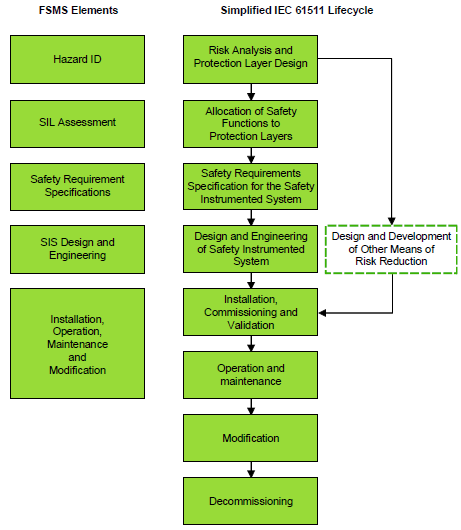 FSMS Elements
Simplified IEC 61511 Lifecycle
Hazard ID
Risk Analysis and
Protection Layer Design
SIL Assessment
Allocation of Safety
Functions to
Protection Layers
Safety Requirement
Specifications
Safety Requirements
Specification for the Safety
Instrumented System
SIS Design and
Engineering
Design and Engineering
of Safety Instrumented
System
Design and Development
of Other Means of
Risk Reduction
Installation,
Operation,
Maintenance
and
Modification
Installation,
Commissioning and
Validation
Operation and
maintenance
Modification
Decommissioning